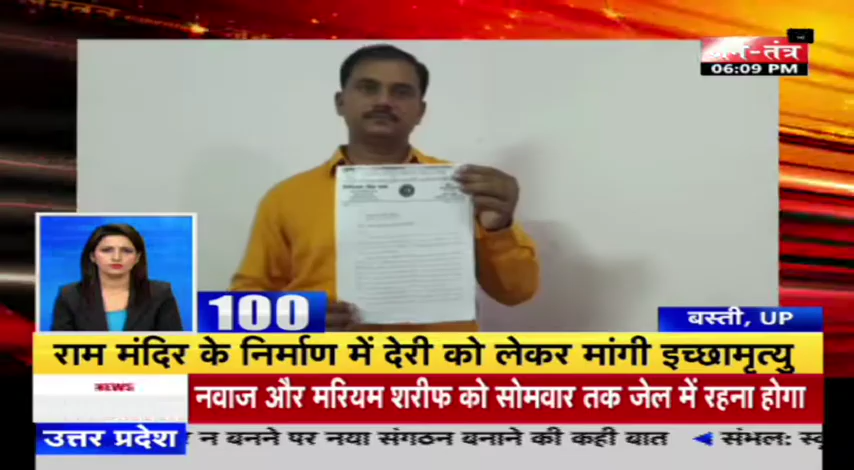 जन-तंत्र
06:09 PM
100
बस्ती, UP
राम मंदिर के निर्माण में देरी को लेकर मांगी इच्छामृत्यु
NEWS
नवाज और मरियम शरीफ को सोमवार तक जेल में रहना होगा
उत्तर प्रदेश
न बनने पर नया संगठन बनाने की कही बात ◀ संभल: